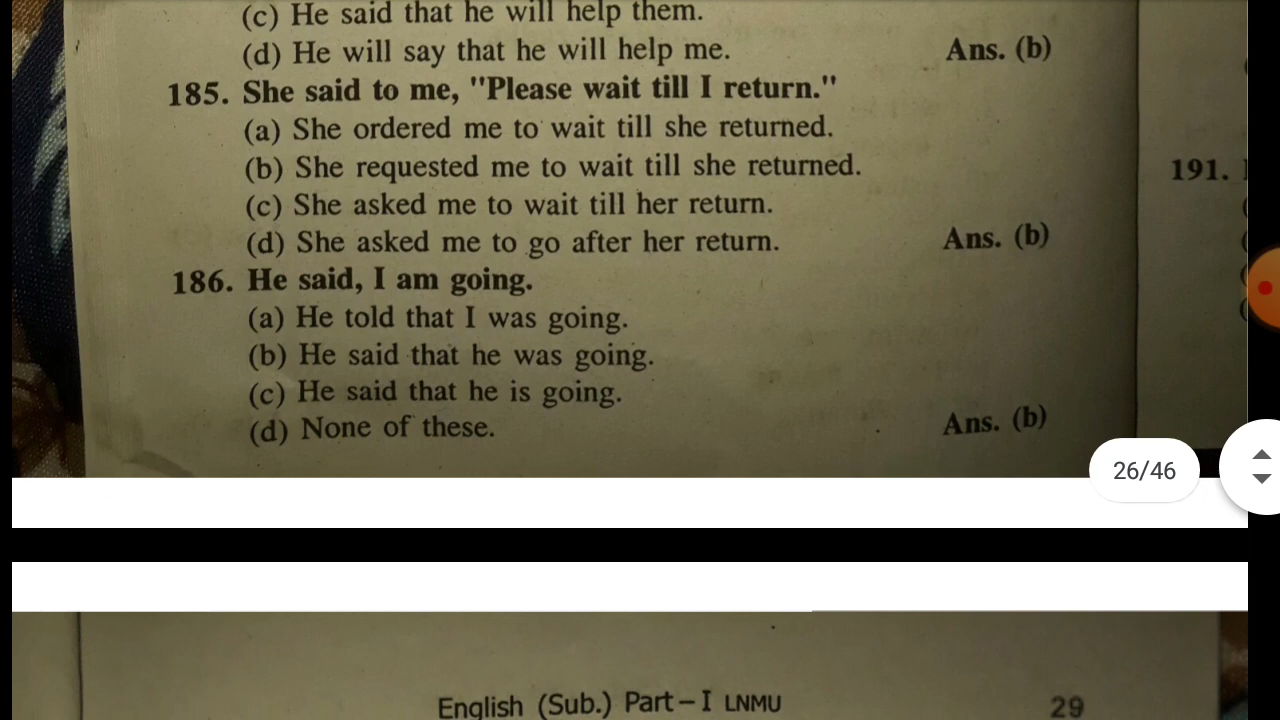 (c) He said that he will help them.
(d) He will say that he will help me. Ans. (b)
185. She said to me, "Please wait till I return."
(a) She ordered me to wait till she returned.
(b) She requested me to wait till she returned.
(c) She asked me to wait till her return.
(d) She asked me to go after her return. Ans. (b)
186. He said, I am going.
(a) He told that I was going.
(b) He said that he was going.
(c) He said that he is going.
(d) None of these. Ans. (b)
191.
26/46
English (Sub.) Part-I LNMU 29